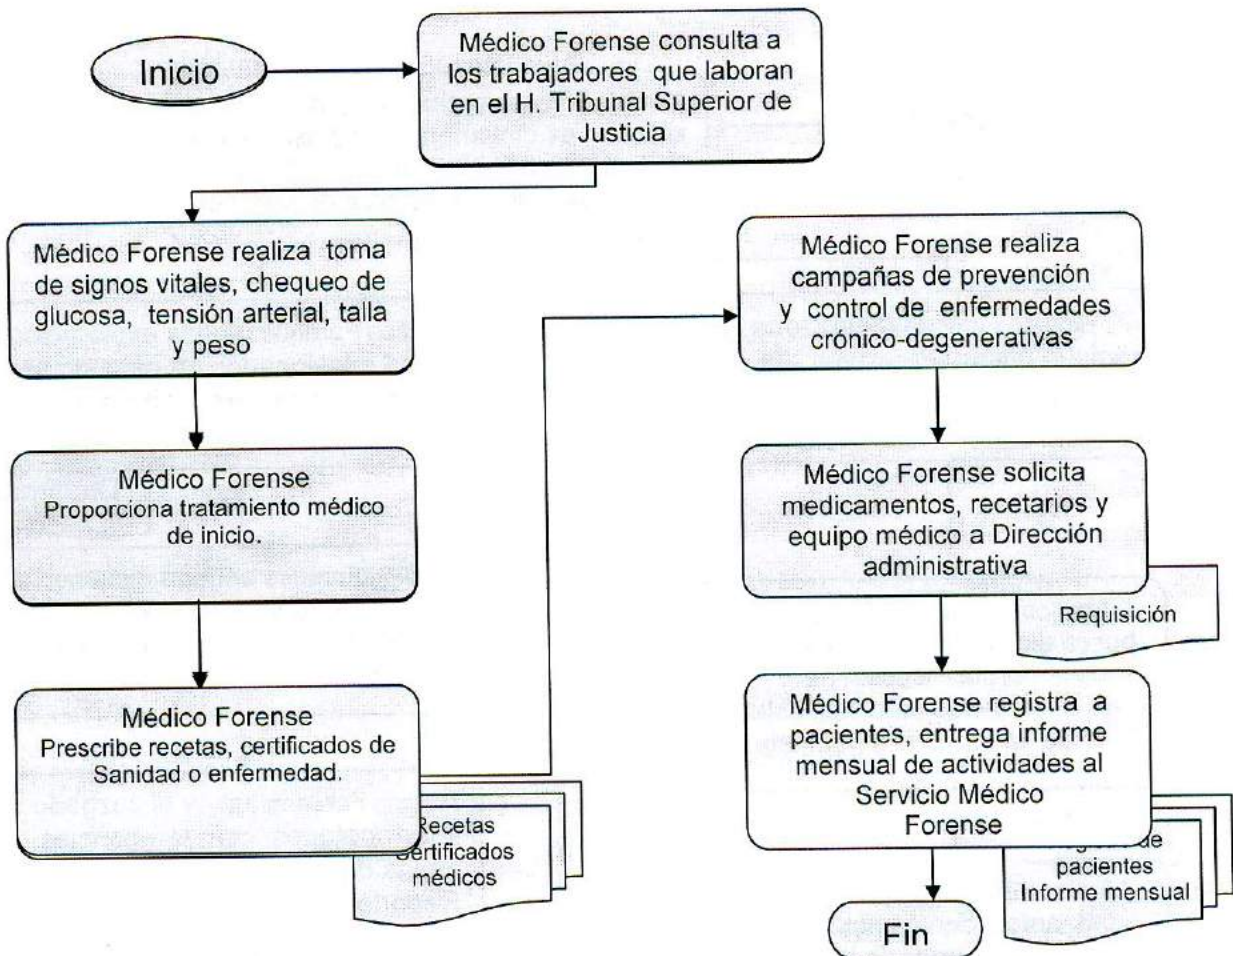 Inicio
Médico Forense consulta a
los trabajadores que laboran
en el H. Tribunal Superior de
Justicia
Médico Forense realiza toma
de signos vitales, chequeo de
glucosa, tensión arterial, talla
y peso
Médico Forense
Proporciona tratamiento médico
de inicio.
Médico Forense
Prescribe recetas, certificados de
Sanidad o enfermedad.
Recetas
Certificados
médicos
Médico Forense realiza
campañas de prevención
y control de enfermedades
crónico-degenerativas
Médico Forense solicita
medicamentos, recetarios y
equipo médico a Dirección
administrativa
Requisición
Médico Forense registra a
pacientes, entrega informe
mensual de actividades al
Servicio Médico
Forense
de
pacientes
Informe mensual
Fin